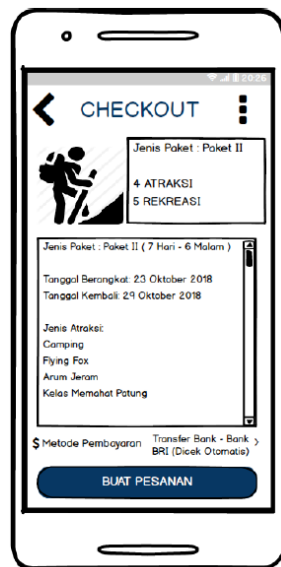 20:26
CHECKOUT
Jenis Paket : Paket II
4 ATRAKSI
5 REKREASI
Jenis Paket : Paket II ( 7 Hari - 6 Malam )
Tanggal Berangkat: 23 Oktober 2018
Tanggal Kembali: 29 Oktober 2018
Jenis Atraksi:
Camping
Flying Fox
Arum Jeram
Kelas Memahat Patung
$ Metode Pembayaran
Transfer Bank - Bank
BRI (Dicek Otomatis)
BUAT PESANAN